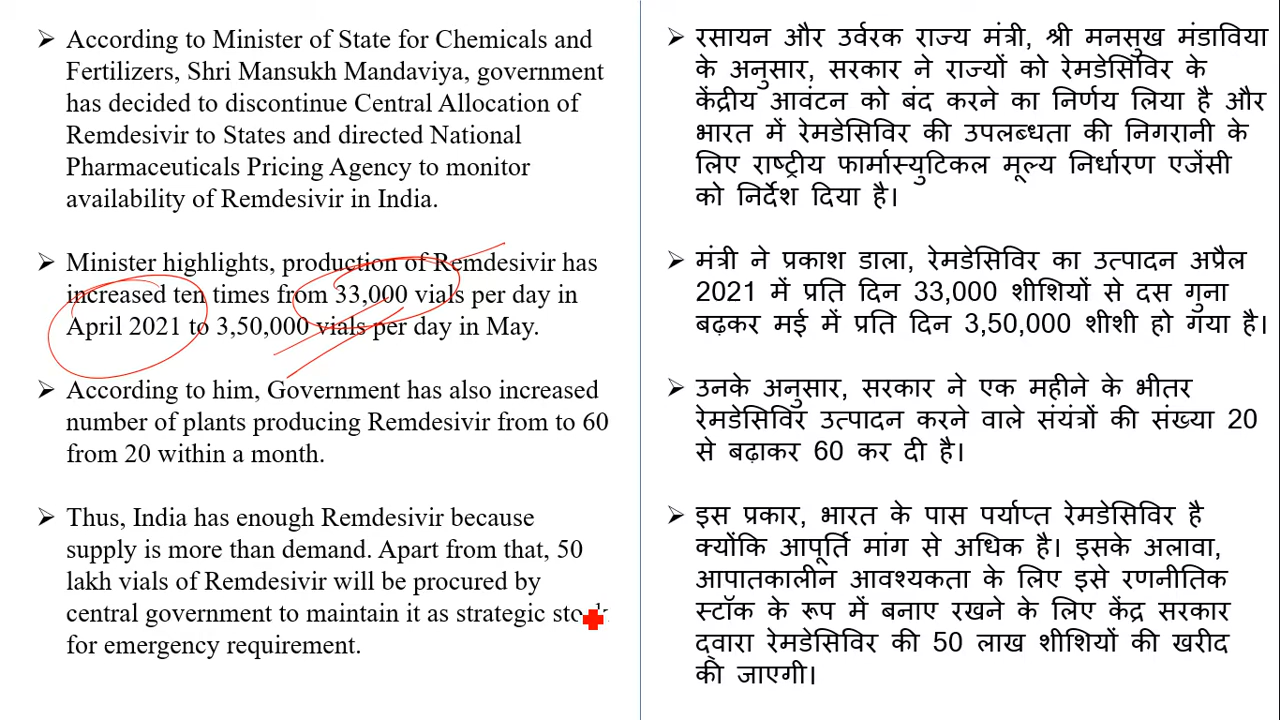 ➢ According to Minister of State for Chemicals and
Fertilizers, Shri Mansukh Mandaviya, government
has decided to discontinue Central Allocation of
Remdesivir to States and directed National
Pharmaceuticals Pricing Agency to monitor
availability of Remdesivir in India.
➢ Minister highlights, production of Remdesivir has
increased ten times from 33,000 vials per day in
April 2021 to 3,50,000 vials per day in May.
➢ According to him, Government has also increased
number of plants producing Remdesivir from to 60
from 20 within a month.
➢ Thus, India has enough Remdesivir because
supply is more than demand. Apart from that, 50
lakh vials of Remdesivir will be procured by
central government to maintain it as strategic stock
for emergency requirement.
➢ रसायन और उर्वरक राज्य मंत्री, श्री मनसुख मंडाविया
के अनुसार, सरकार ने राज्यों को रेमडेसिविर के
केंद्रीय आवंटन को बंद करने का निर्णय लिया है और
भारत में रेमडेसिविर की उपलब्धता की निगरानी के
लिए राष्ट्रीय फार्मास्युटिकल मूल्य निर्धारण एजेंसी
को निर्देश दिया है।
➢ मंत्री ने प्रकाश डाला, रेमडेसिविर का उत्पादन अप्रैल
2021 में प्रति दिन 33,000 शीशियों से दस गुना
बढ़कर मई में प्रति दिन 3,50,000 शीशी हो गया है।
➢ उनके अनुसार, सरकार ने एक महीने के भीतर
रेमडेसिविर उत्पादन करने वाले संयंत्रों की संख्या 20
से बढ़ाकर 60 कर दी है।
➢ इस प्रकार, भारत के पास पर्याप्त रेमडेसिविर है
क्योंकि आपूर्ति मांग से अधिक है। इसके अलावा,
आपातकालीन आवश्यकता के लिए इसे रणनीतिक
स्टॉक के रूप में बनाए रखने के लिए केंद्र सरकार
द्वारा रेमडेसिविर की 50 लाख शीशियों की खरीद
की जाएगी।